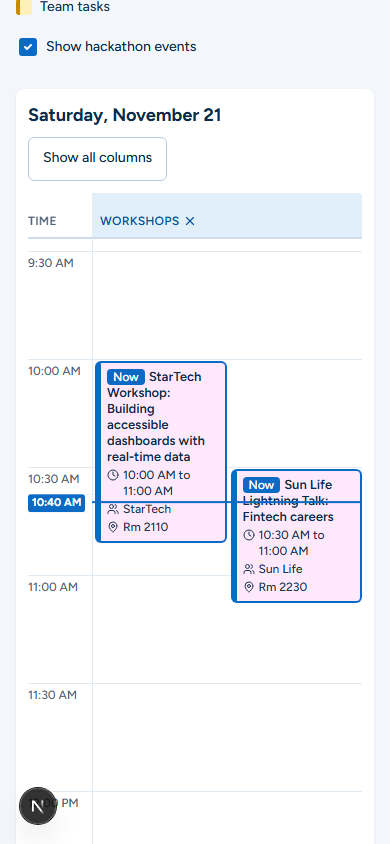 Team tasks
Show hackathon events
Saturday, November 21
Show all columns
TIME
WORKSHOPS
9:30 AM
10:00 AM
Now StarTech
Workshop:
Building
accessible
dashboards with
real-time data
10:00 AM to
11:00 AM
StarTech
Rm 2110
10:30 AM
10:40 AM
Now Sun Life
Lightning Talk:
Fintech careers
10:30 AM to
11:00 AM
Sun Life
Rm 2230
11:00 AM
11:30 AM
N
PM